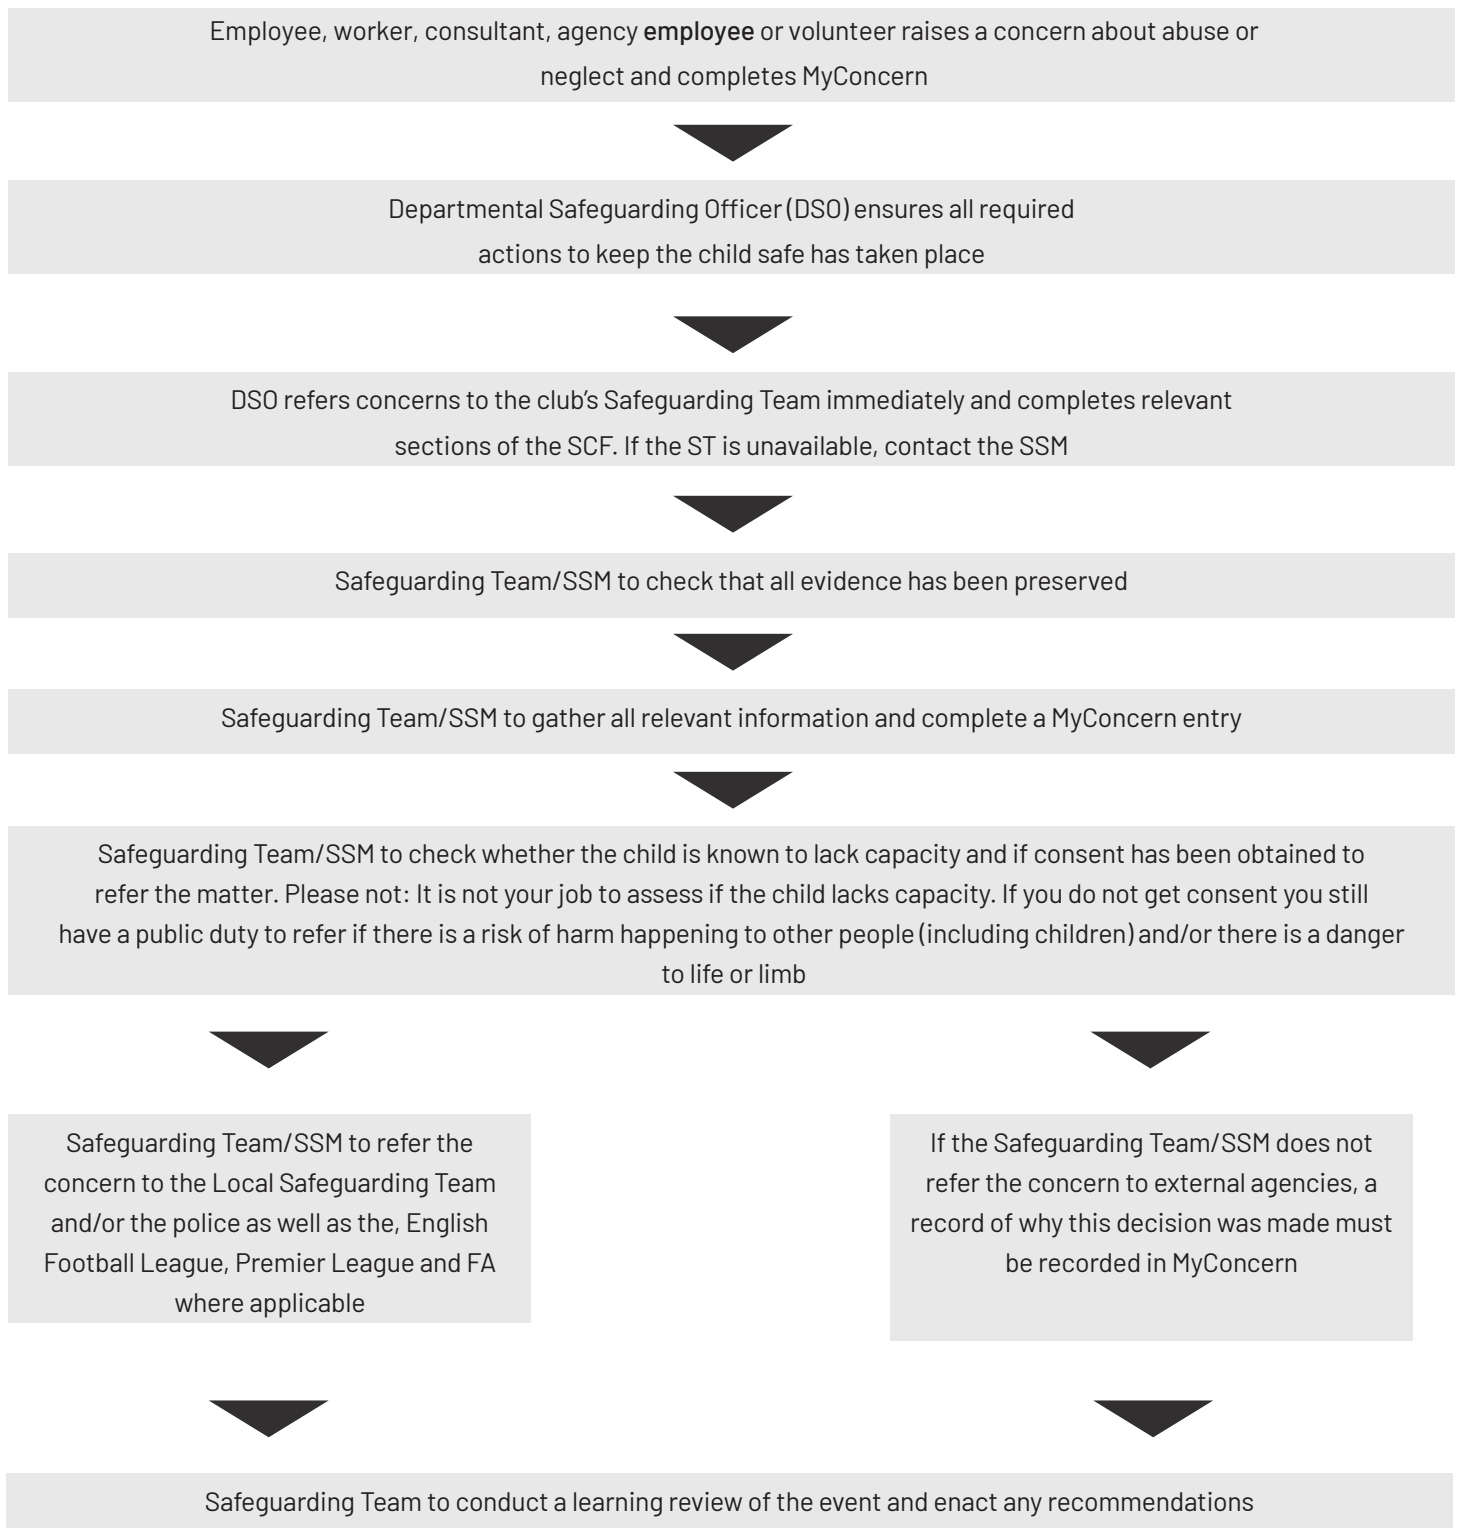 Employee, worker, consultant, agency employee or volunteer raises a concern about abuse or
neglect and completes MyConcern
Departmental Safeguarding Officer (DSO) ensures all required
actions to keep the child safe has taken place
DSO refers concerns to the club's Safeguarding Team immediately and completes relevant
sections of the SCF. If the ST is unavailable, contact the SSM
Safeguarding Team/SSM to check that all evidence has been preserved
Safeguarding Team/SSM to gather all relevant information and complete a MyConcern entry
Safeguarding Team/SSM to check whether the child is known to lack capacity and if consent has been obtained to
refer the matter. Please not: It is not your job to assess if the child lacks capacity. If you do not get consent you still
have a public duty to refer if there is a risk of harm happening to other people (including children) and/or there is a danger
to life or limb
Safeguarding Team/SSM to refer the
concern to the Local Safeguarding Team
and/or the police as well as the, English
Football League, Premier League and FA
where applicable
If the Safeguarding Team/SSM does not
refer the concern to external agencies, a
record of why this decision was made must
be recorded in MyConcern
Safeguarding Team to conduct a learning review of the event and enact any recommendations